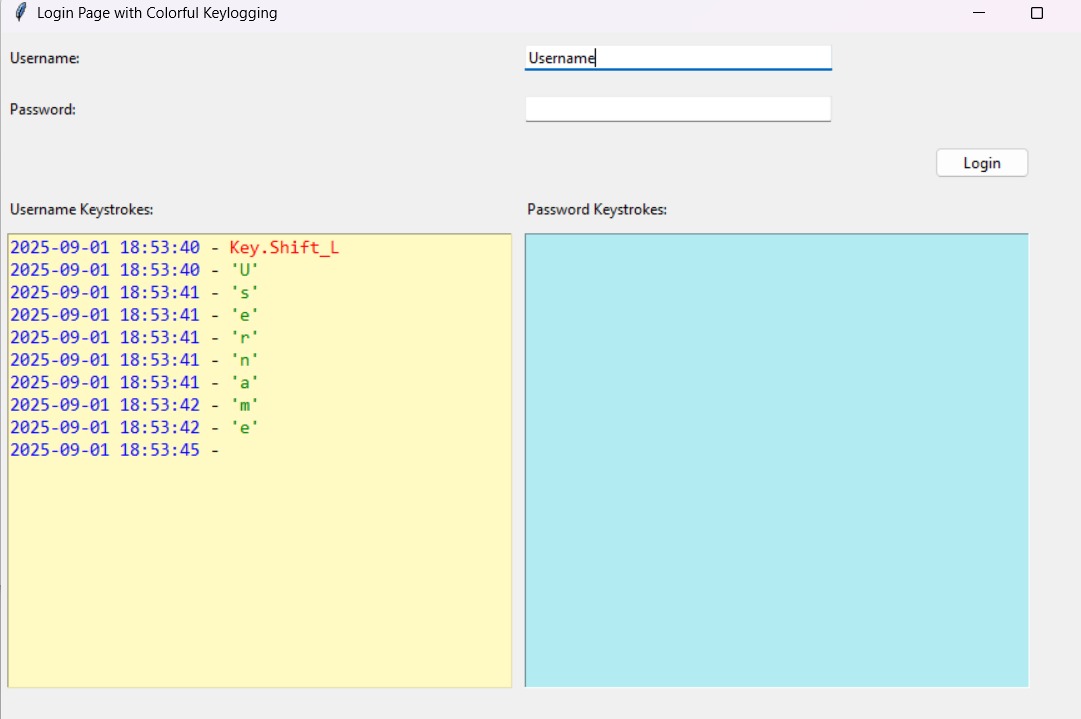 Login Page with Colorful Keylogging
Username:
Username
Password:
Login
Username Keystrokes:
Password Keystrokes:
2025-09-01 18:53:40 - Key.Shift_L
2025-09-01 18:53:40 - 'U'
2025-09-01 18:53:41 - 's'
2025-09-01 18:53:41 - 'e'
2025-09-01 18:53:41 - 'r'
2025-09-01 18:53:41 - 'n'
2025-09-01 18:53:41 - 'a'
2025-09-01 18:53:42 - 'm'
2025-09-01 18:53:42 - 'e'
2025-09-01 18:53:45 -